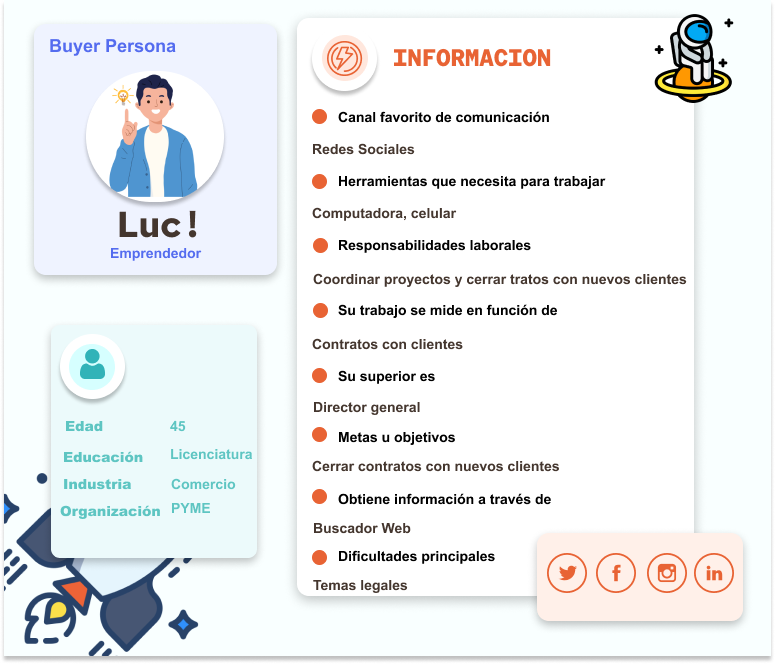 Buyer Persona
Luc!
Emprendedor
Edad 45
Educación Licenciatura
Industria Comercio
Organización PYME
INFORMACION
Canal favorito de comunicación
Redes Sociales
Herramientas que necesita para trabajar
Computadora, celular
Responsabilidades laborales
Coordinar proyectos y cerrar tratos con nuevos clientes
Su trabajo se mide en función de
Contratos con clientes
Su superior es
Director general
Metas u objetivos
Cerrar contratos con nuevos clientes
Obtiene información a través de
Buscador Web
Dificultades principales
Temas legales